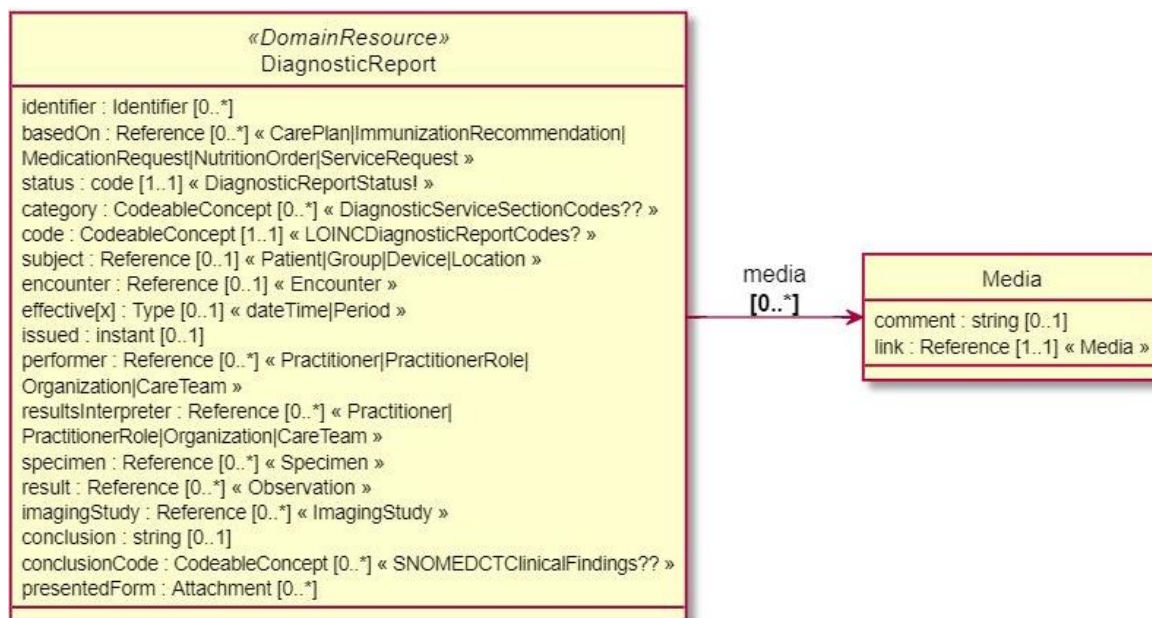 «DomainResource»
DiagnosticReport
identifier : Identifier [0..*]
basedOn : Reference [0..*] « CarePlan|ImmunizationRecommendation|
MedicationRequest|NutritionOrder|ServiceRequest »
status : code [1..1] « DiagnosticReportStatus! »
category : CodeableConcept [0..*] « DiagnosticServiceSectionCodes?? »
code : CodeableConcept [1..1] « LOINCDiagnosticReportCodes? »
subject : Reference [0..1] « Patient|Group|Device|Location »
encounter : Reference [0..1] « Encounter »
effective[x] : Type [0..1] « dateTime|Period »
issued : instant [0..1]
performer : Reference [0..*] « Practitioner|PractitionerRole|
Organization|CareTeam »
resultsInterpreter : Reference [0..*] « Practitioner|
PractitionerRole|Organization|CareTeam »
specimen : Reference [0..*] « Specimen »
result : Reference [0..*] « Observation »
imagingStudy : Reference [0..*] « ImagingStudy »
conclusion : string [0..1]
conclusionCode : CodeableConcept [0..*] « SNOMEDCTClinicalFindings?? »
presentedForm : Attachment [0..*]
media
[0..*]
Media
comment : string [0..1]
link : Reference [1..1] « Media »